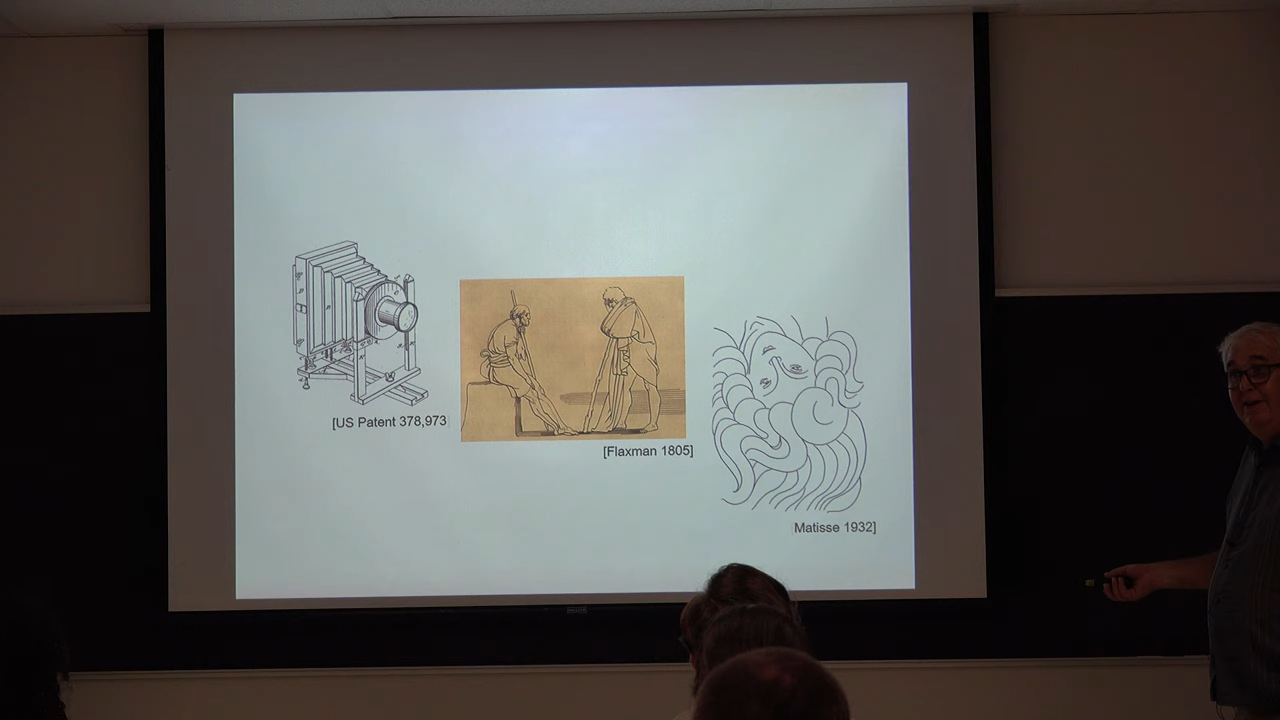 [US Patent 378,973
[Flaxman 1805]
Matisse 1932]